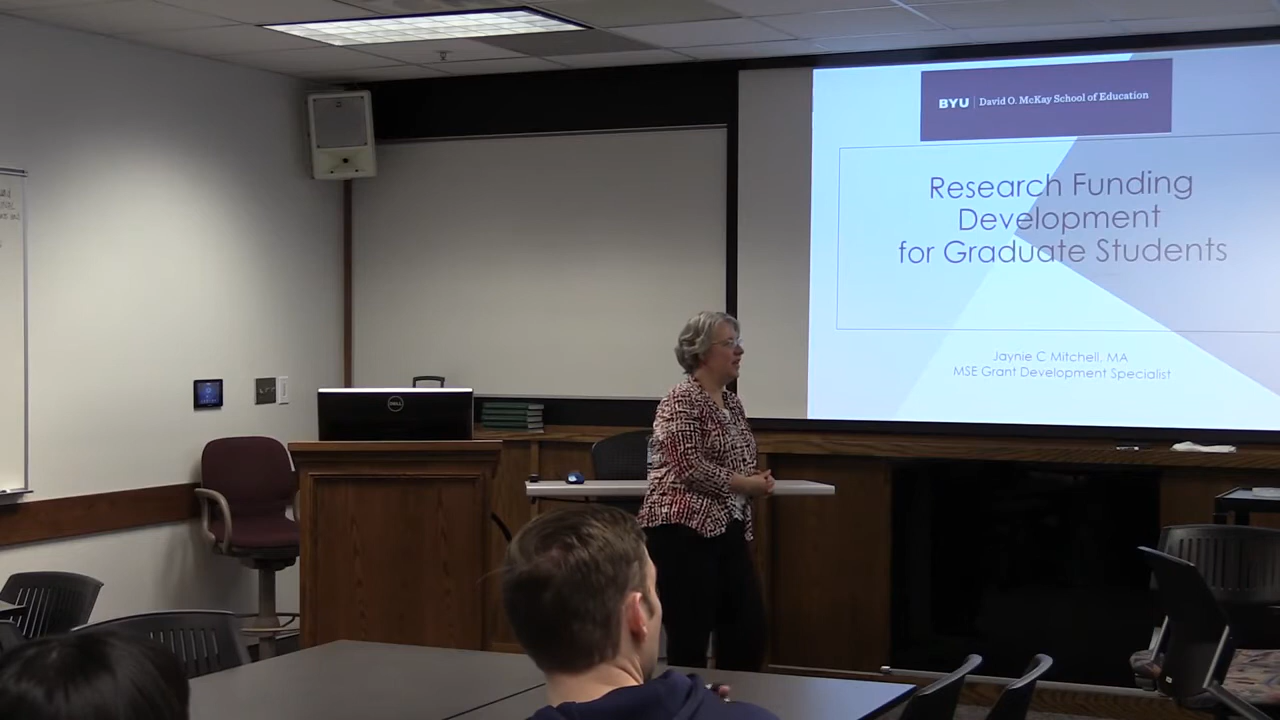 BYU | David O. McKay School of Education
Research Funding
Development
for Graduate Students
Jaynie C Mitchell, MA
MSE Grant Development Specialist
DELL